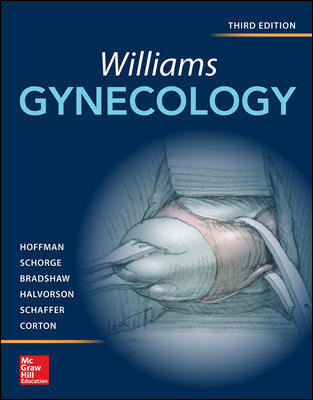 THIRD EDITION
Williams
GYNECOLOGY
HOFFMAN
SCHORGE
BRADSHAW
HALVORSON
SCHAFFER
CORTON
Mc
Graw
Hill
Education